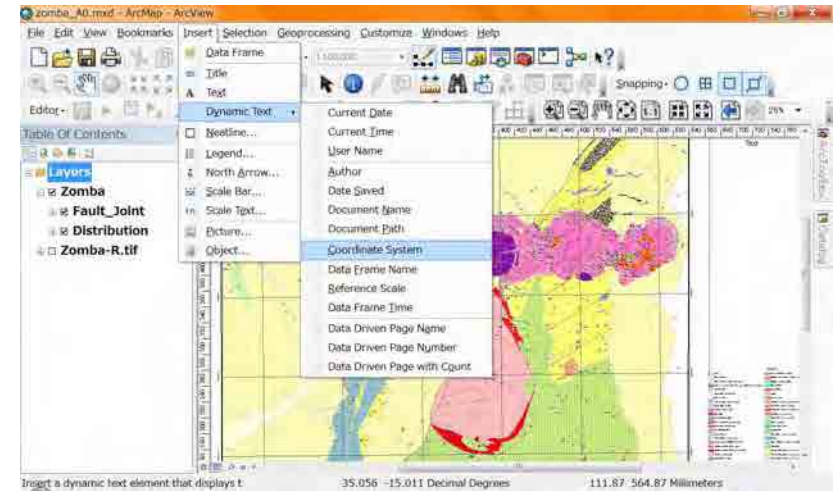 zomba_A0.mxd - ArcMap - ArcView
File Edit View Bookmarks Insert Selection Geoprocessing Customize Windows Help
Data Frame
Title
Text
Dynamic Text
Neatline...
Legend...
North Arrow...
Scale Bar...
Scale Text...
Picture...
Object...
Snapping
Editor
26%
Table Of Contents
Layers
Zomba
Fault_Joint
Distribution
Zomba-R.tif
Current Date
Current Time
User Name
Author
Date Saved
Document Name
Document Path
Coordinate System
Data Frame Name
Reference Scale
Data Frame Time
Data Driven Page Name
Data Driven Page Number
Data Driven Page with Count
ArcToolbox
Catalog
Insert a dynamic text element that displays t
35.056 -15.011 Decimal Degrees
111.87 564.87 Millimeters